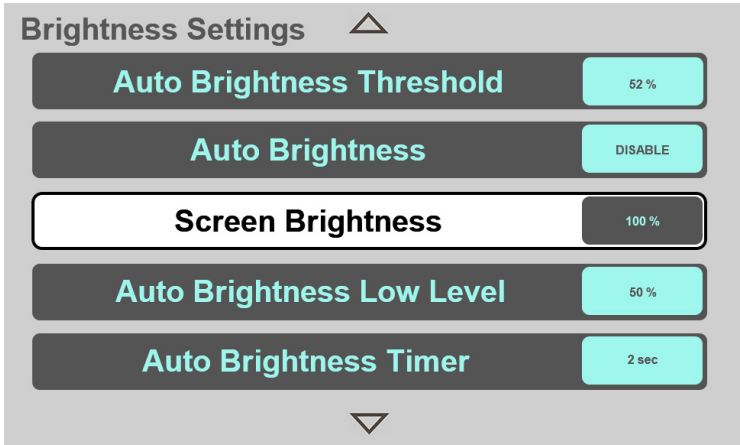 Brightness Settings
Auto Brightness Threshold 52 %
Auto Brightness DISABLE
Screen Brightness 100 %
Auto Brightness Low Level 50 %
Auto Brightness Timer 2 sec